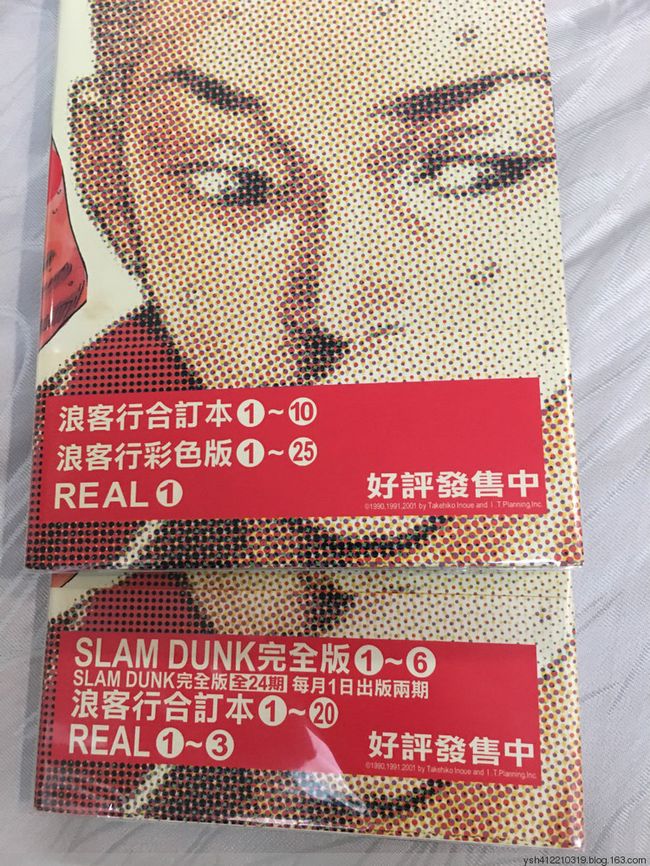 浪客行合訂本①~⑩
浪客行彩色版①~㉕
REAL①
好評發售中
©1990,1991,2001 by Takehiko Inoue and I.T.Planning,Inc.
SLAM DUNK完全版①~⑥
SLAM DUNK完全版全24期 每月1日出版兩期
浪客行合訂本①~⑳
REAL①~③
好評發售中
©1990,1991,2001 by Takehiko Inoue and I.T.Planning,Inc.
ysh412210319.blog.163.com